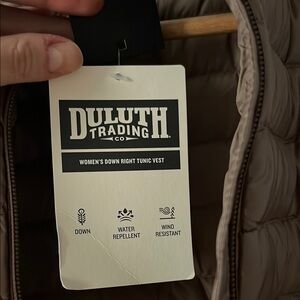 DULUTH
TRADING
CO
WOMEN'S DOWN RIGHT TUNIC VEST
DOWN
WATER
REPELLENT
WIND
RESISTANT